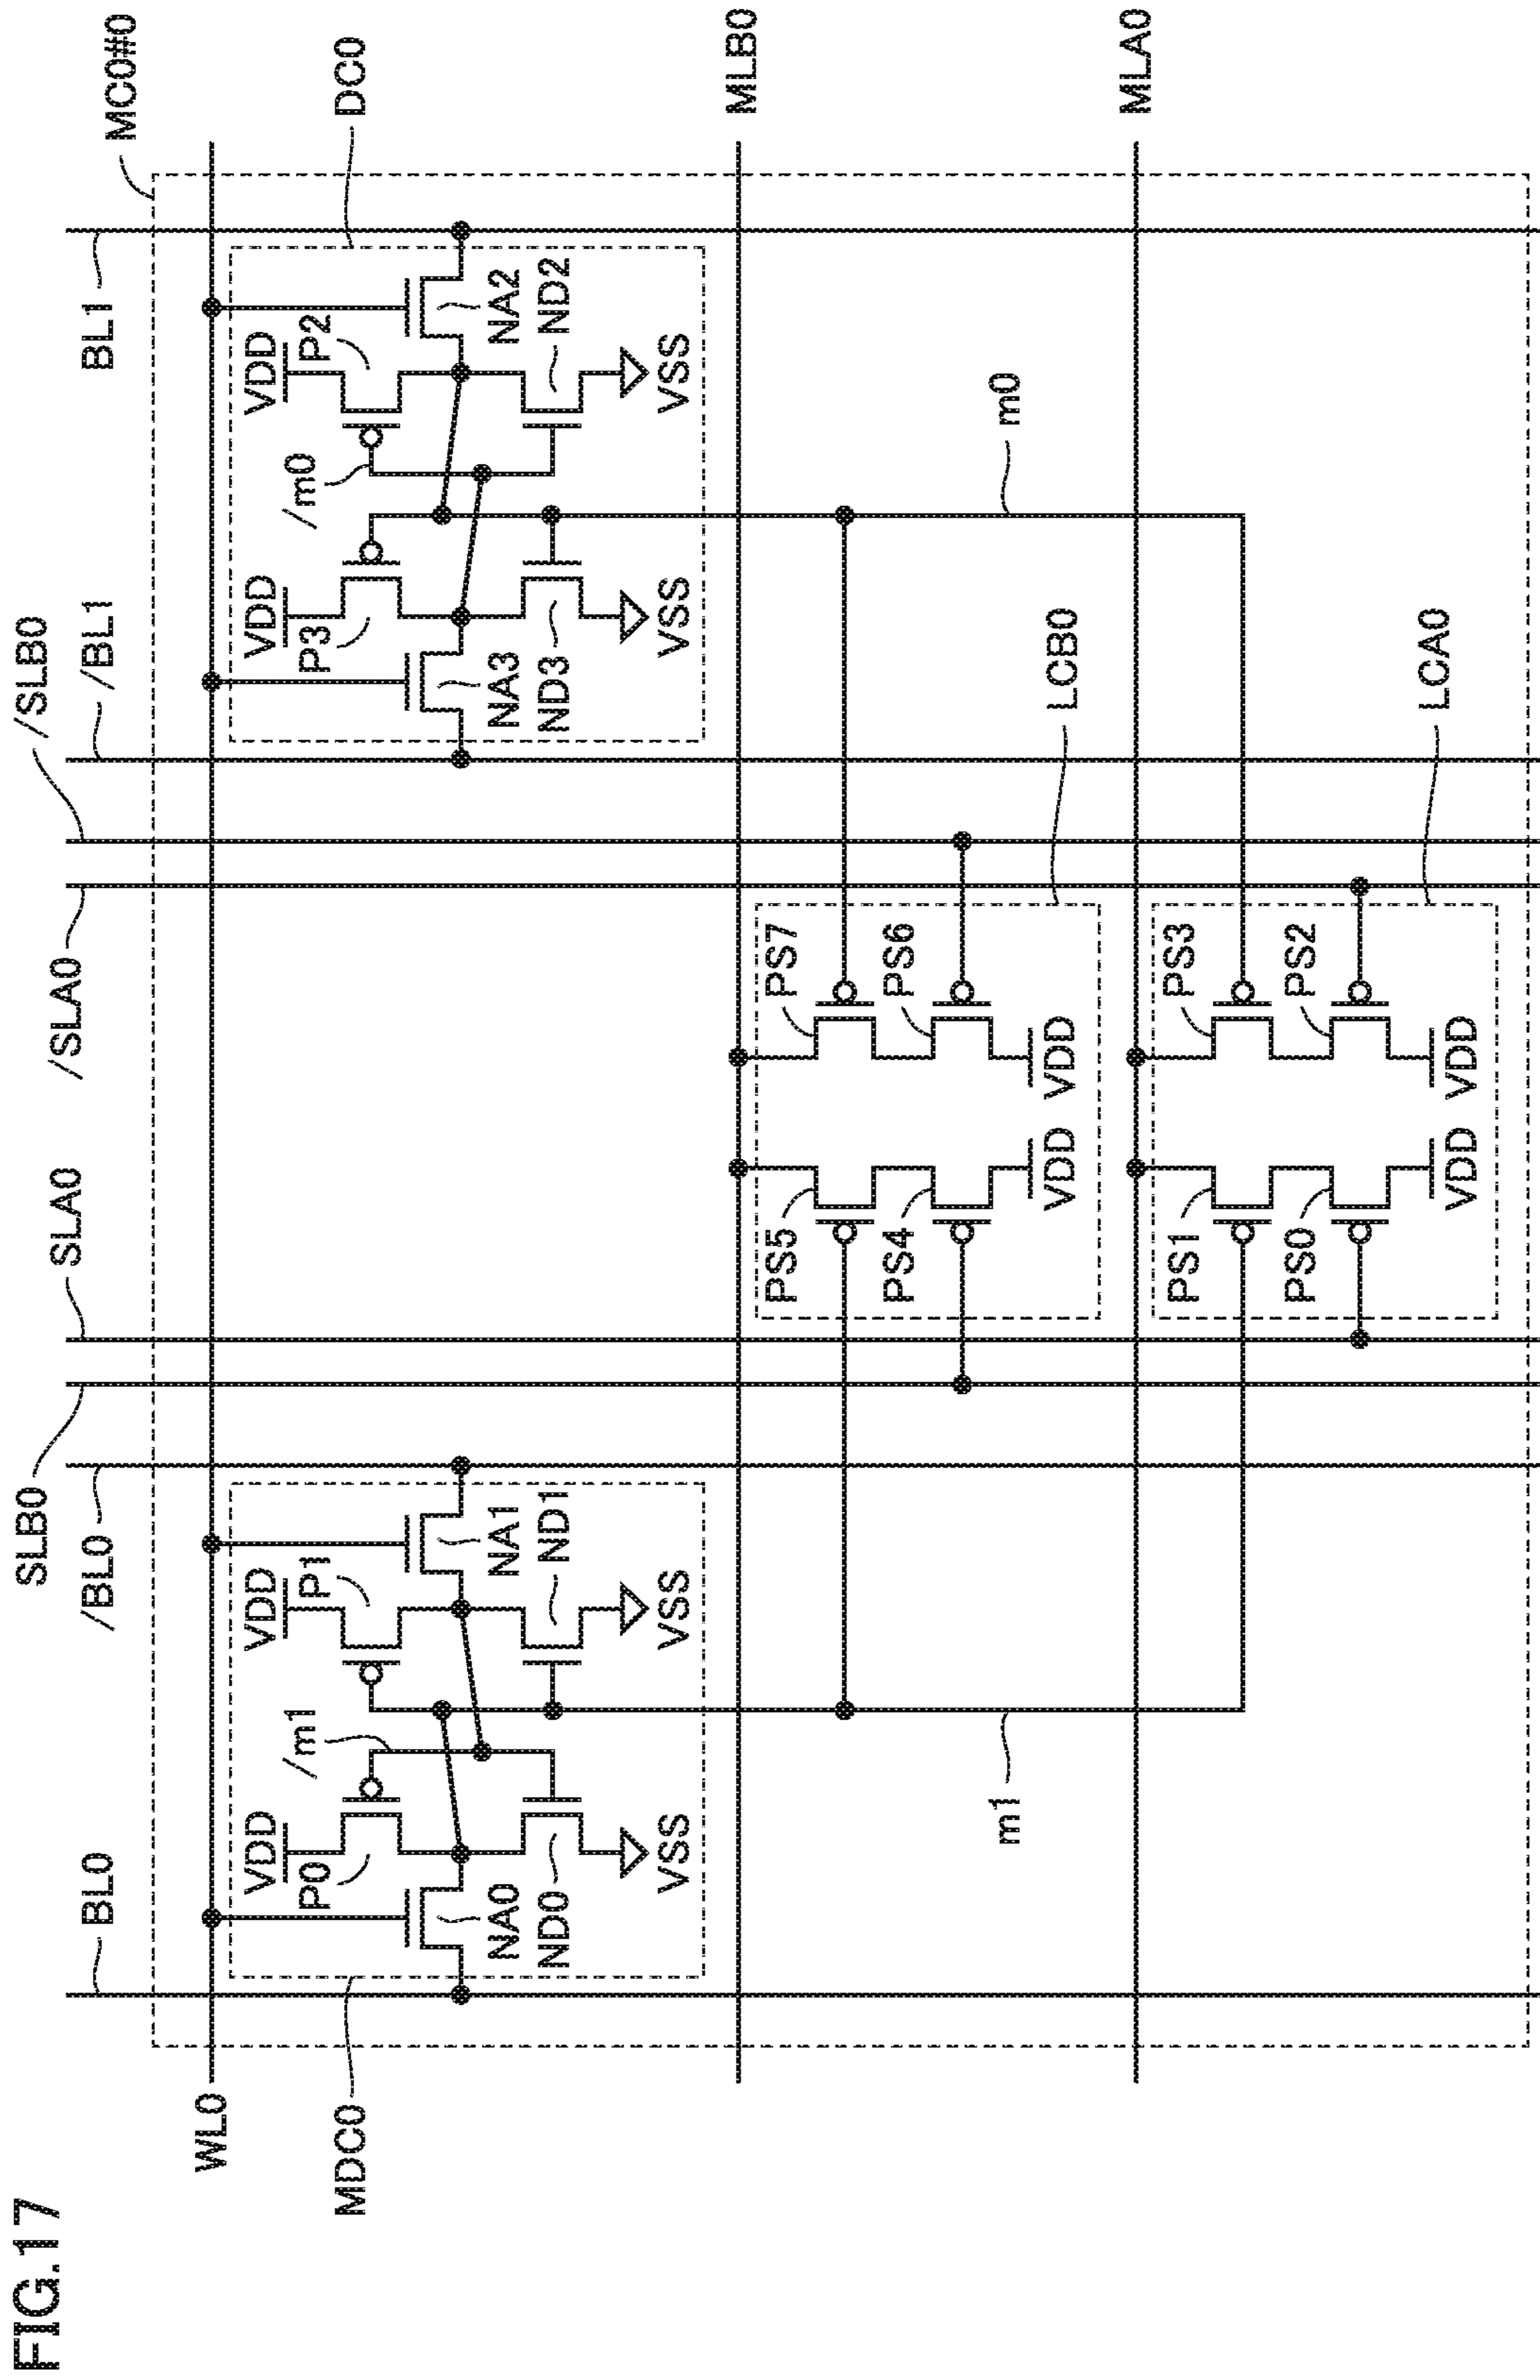 FIG.17
SLB0
/SLB0
BL0
/BL0
SLA0
/SLA0
/BL1
BL1
MC0#0
WL0
MDC0
DC0
VDD
VDD
VDD
VDD
P0
/m1
P1
P3
/m0
P2
NA0
NA1
NA3
NA2
ND0
ND1
ND3
ND2
VSS
VSS
VSS
VSS
MLB0
PS5
PS7
PS4
PS6
VDD
VDD
LCB0
m1
m0
MLA0
PS1
PS3
PS0
PS2
VDD
VDD
LCA0